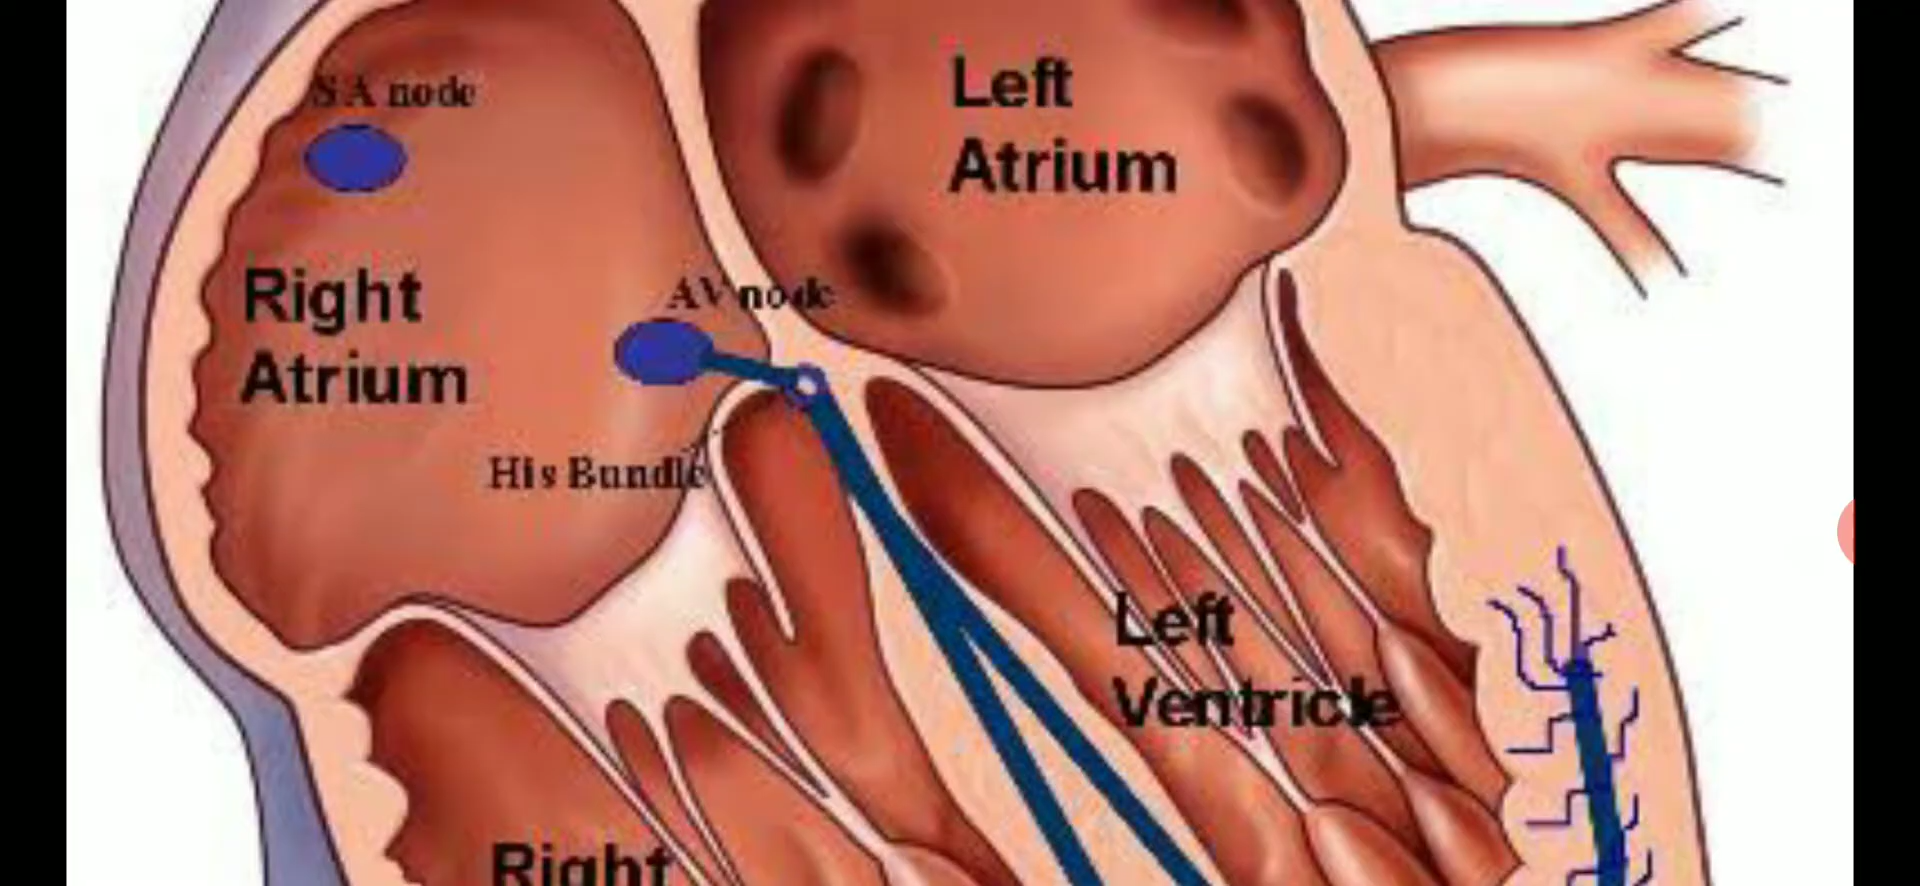 SA node
Left
Atrium
Right
Atrium
AV node
His Bundle
Left
Ventricle
Right